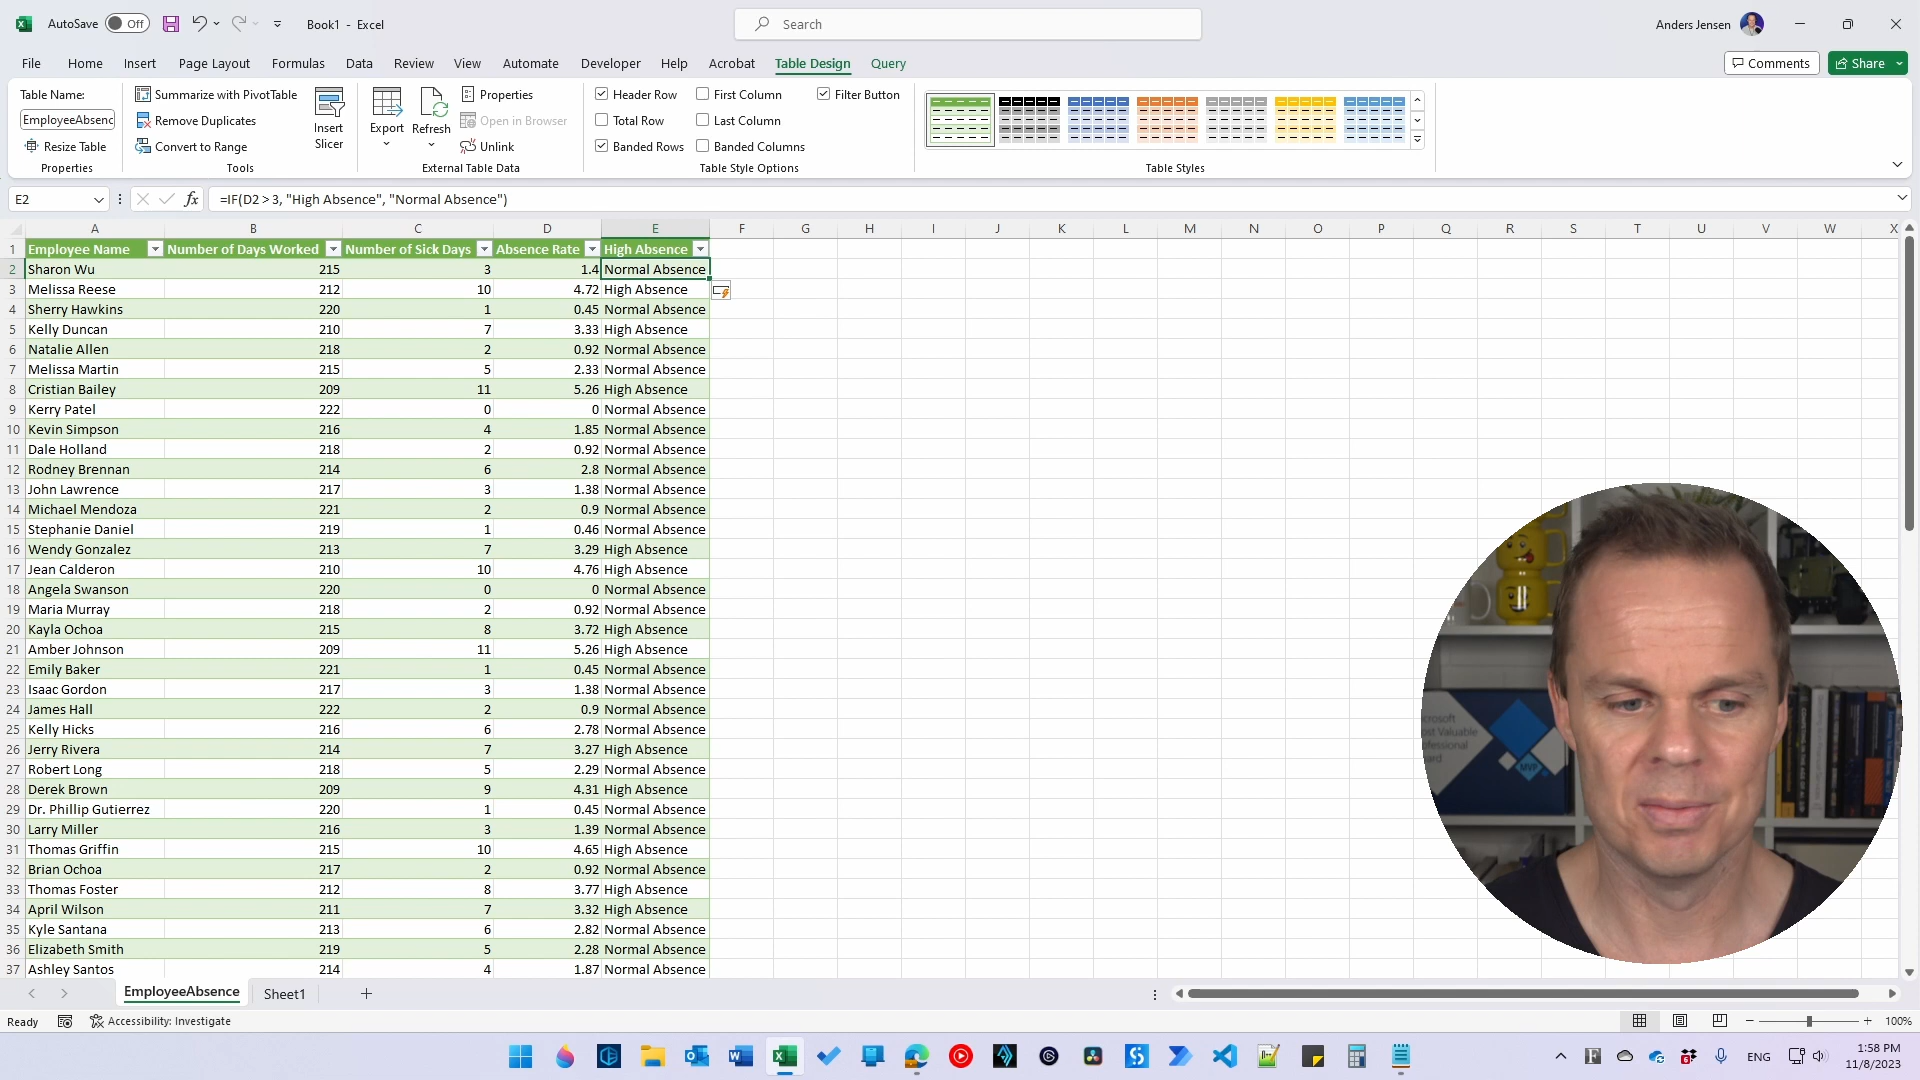 AutoSave Off Book1 - Excel Search Anders Jensen
File Home Insert Page Layout Formulas Data Review View Automate Developer Help Acrobat Table Design Query Comments Share
Table Name: Summarize with PivotTable Properties Header Row First Column Filter Button
EmployeeAbsenc Remove Duplicates Insert Slicer Export Refresh Open in Browser Total Row Last Column
Resize Table Convert to Range Unlink Banded Rows Banded Columns
Properties Tools External Table Data Table Style Options Table Styles
E2 fx =IF(D2 > 3, "High Absence", "Normal Absence")
A B C D E F G H I J K L M N O P Q R S T U V W X
1 Employee Name Number of Days Worked Number of Sick Days Absence Rate High Absence
2 Sharon Wu 215 3 1.4 Normal Absence
3 Melissa Reese 212 10 4.72 High Absence
4 Sherry Hawkins 220 1 0.45 Normal Absence
5 Kelly Duncan 210 7 3.33 High Absence
6 Natalie Allen 218 2 0.92 Normal Absence
7 Melissa Martin 215 5 2.33 Normal Absence
8 Cristian Bailey 209 11 5.26 High Absence
9 Kerry Patel 222 0 0 Normal Absence
10 Kevin Simpson 216 4 1.85 Normal Absence
11 Dale Holland 218 2 0.92 Normal Absence
12 Rodney Brennan 214 6 2.8 Normal Absence
13 John Lawrence 217 3 1.38 Normal Absence
14 Michael Mendoza 221 2 0.9 Normal Absence
15 Stephanie Daniel 219 1 0.46 Normal Absence
16 Wendy Gonzalez 213 7 3.29 High Absence
17 Jean Calderon 210 10 4.76 High Absence
18 Angela Swanson 220 0 0 Normal Absence
19 Maria Murray 218 2 0.92 Normal Absence
20 Kayla Ochoa 215 8 3.72 High Absence
21 Amber Johnson 209 11 5.26 High Absence
22 Emily Baker 221 1 0.45 Normal Absence
23 Isaac Gordon 217 3 1.38 Normal Absence
24 James Hall 222 2 0.9 Normal Absence
25 Kelly Hicks 216 6 2.78 Normal Absence
26 Jerry Rivera 214 7 3.27 High Absence
27 Robert Long 218 5 2.29 Normal Absence
28 Derek Brown 209 9 4.31 High Absence
29 Dr. Phillip Gutierrez 220 1 0.45 Normal Absence
30 Larry Miller 216 3 1.39 Normal Absence
31 Thomas Griffin 215 10 4.65 High Absence
32 Brian Ochoa 217 2 0.92 Normal Absence
33 Thomas Foster 212 8 3.77 High Absence
34 April Wilson 211 7 3.32 High Absence
35 Kyle Santana 213 6 2.82 Normal Absence
36 Elizabeth Smith 219 5 2.28 Normal Absence
37 Ashley Santos 214 4 1.87 Normal Absence
MVP
EmployeeAbsence Sheet1
Ready Accessibility: Investigate 100%
ENG 1:58 PM
11/8/2023